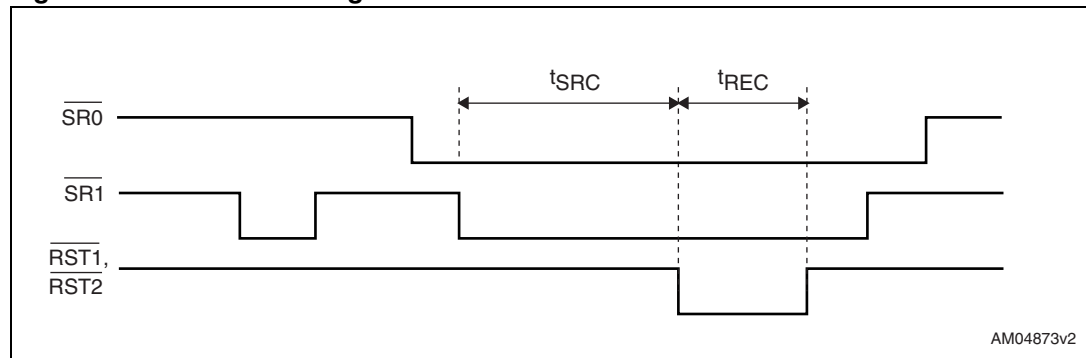 tSRC tREC
SR0
SR1
RST1,
RST2
AM04873v2